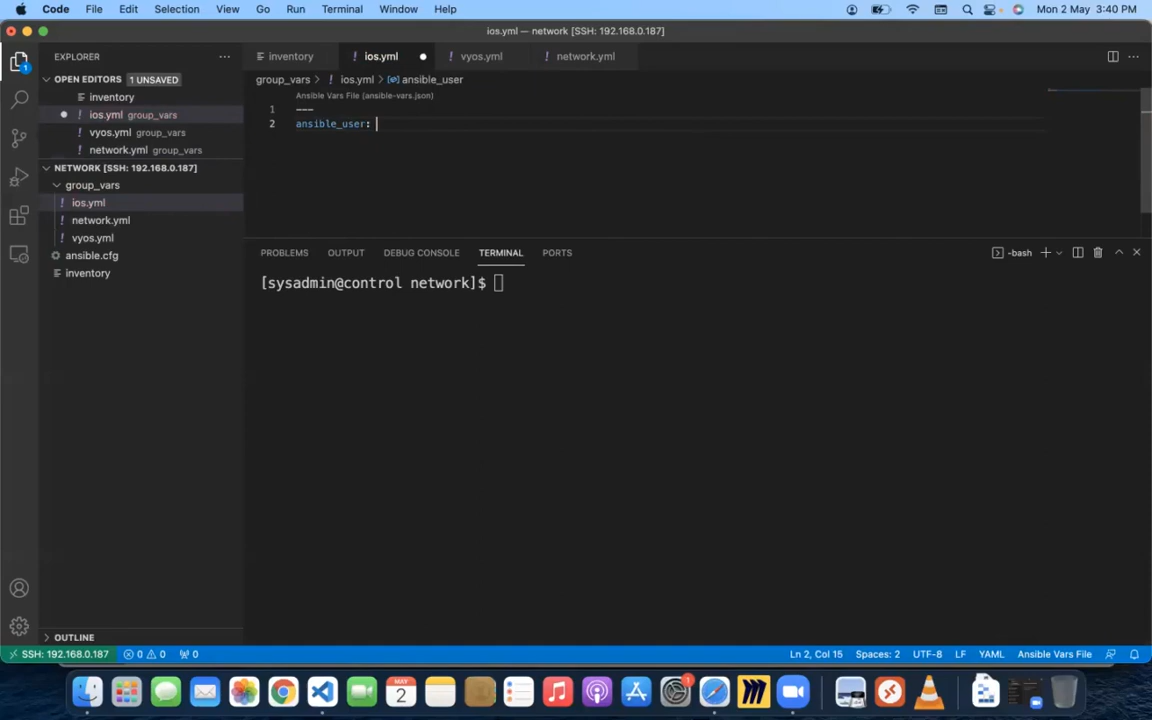 Code File Edit Selection View Go Run Terminal Window Help Mon 2 May 3:40 PM
ios.yml — network [SSH: 192.168.0.187]
EXPLORER
OPEN EDITORS 1 UNSAVED
inventory
ios.yml group_vars
vyos.yml group_vars
network.yml group_vars
NETWORK [SSH: 192.168.0.187]
group_vars
ios.yml
network.yml
vyos.yml
ansible.cfg
inventory
OUTLINE
inventory ios.yml vyos.yml network.yml
group_vars > ios.yml > ansible_user
Ansible Vars File (ansible-vars.json)
1 ---
2 ansible_user:
PROBLEMS OUTPUT DEBUG CONSOLE TERMINAL PORTS -bash
[sysadmin@control network]$
SSH: 192.168.0.187 0 0 0 Ln 2, Col 15 Spaces: 2 UTF-8 LF YAML Ansible Vars File
MAY
2
1